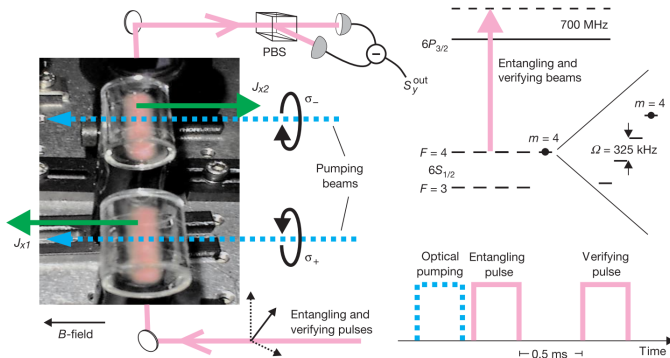 PBS
S_y^out
J_x2
σ_−
Pumping
beams
J_x1
σ_+
B-field
Entangling and
verifying pulses
700 MHz
6P_3/2
Entangling and
verifying beams
m = 4
m = 4
F = 4
Ω = 325 kHz
6S_1/2
F = 3
Optical
pumping
Entangling
pulse
Verifying
pulse
0.5 ms
Time